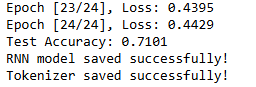 Epoch [23/24], Loss: 0.4395
Epoch [24/24], Loss: 0.4429
Test Accuracy: 0.7101
RNN model saved successfully!
Tokenizer saved successfully!